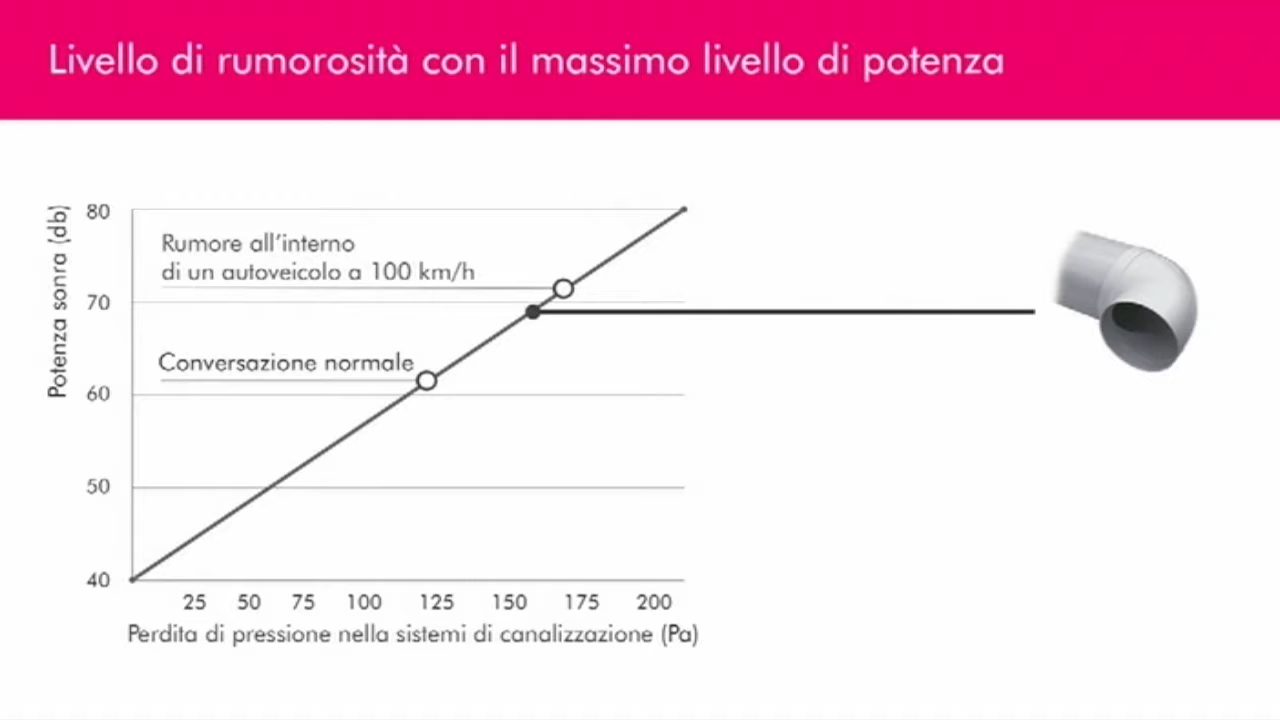 Livello di rumorosità con il massimo livello di potenza
Potenza sonra (db)
80
Rumore all'interno
di un autoveicolo a 100 km/h
70
Conversazione normale
60
50
40
25 50 75 100 125 150 175 200
Perdita di pressione nella sistemi di canalizzazione (Pa)